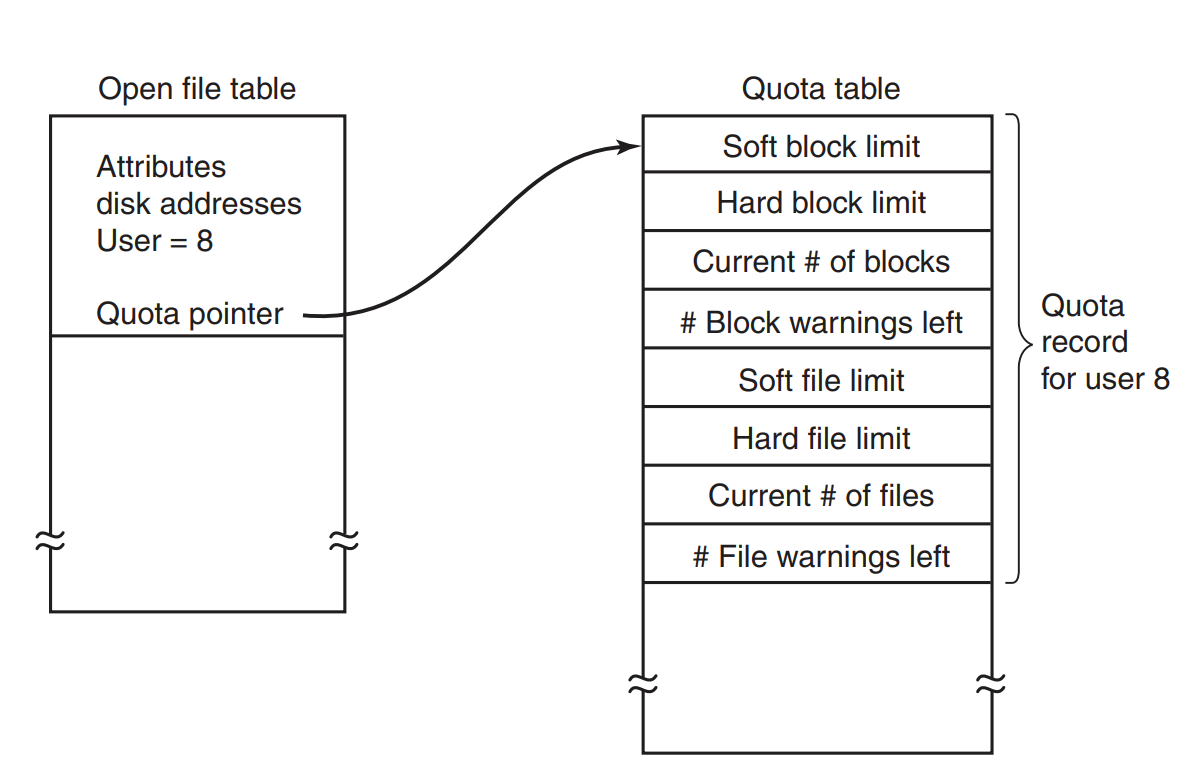 Open file table
Attributes
disk addresses
User = 8
Quota pointer
Quota table
Soft block limit
Hard block limit
Current # of blocks
# Block warnings left
Soft file limit
Hard file limit
Current # of files
# File warnings left
Quota
record
for user 8